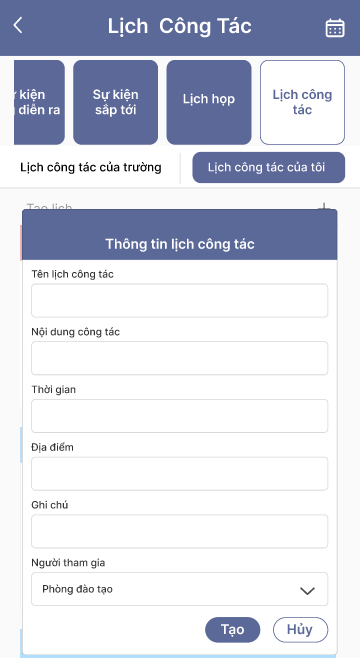 Lịch Công Tác
kiện
diễn ra
Sự kiện
sắp tới
Lịch họp
Lịch công
tác
Lịch công tác của trường
Lịch công tác của tôi
Tạo lịch
Thông tin lịch công tác
Tên lịch công tác
Nội dung công tác
Thời gian
Địa điểm
Ghi chú
Người tham gia
Phòng đào tạo
Tạo
Hủy